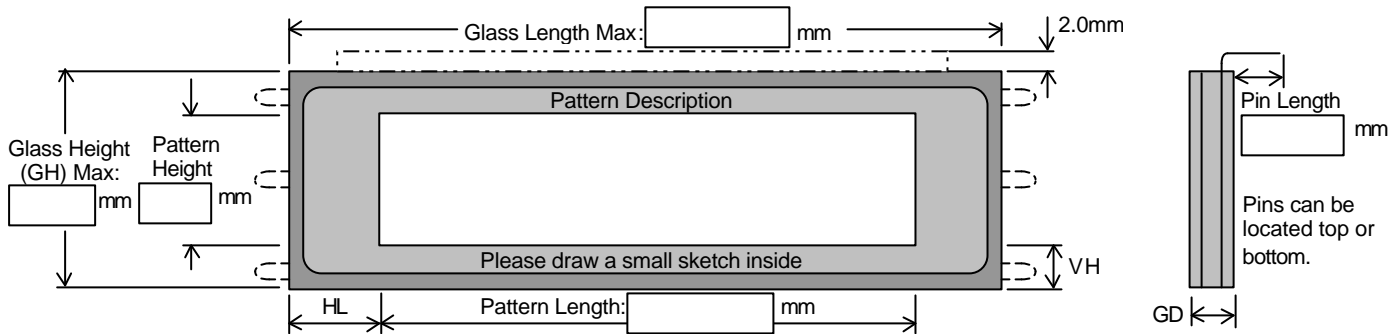 Glass Length Max: mm
2.0mm
Pattern Description
Pin Length
mm
Glass Height
(GH) Max:
mm
Pattern
Height
mm
Pins can be
located top or
bottom.
Please draw a small sketch inside
VH
HL
Pattern Length: mm
GD